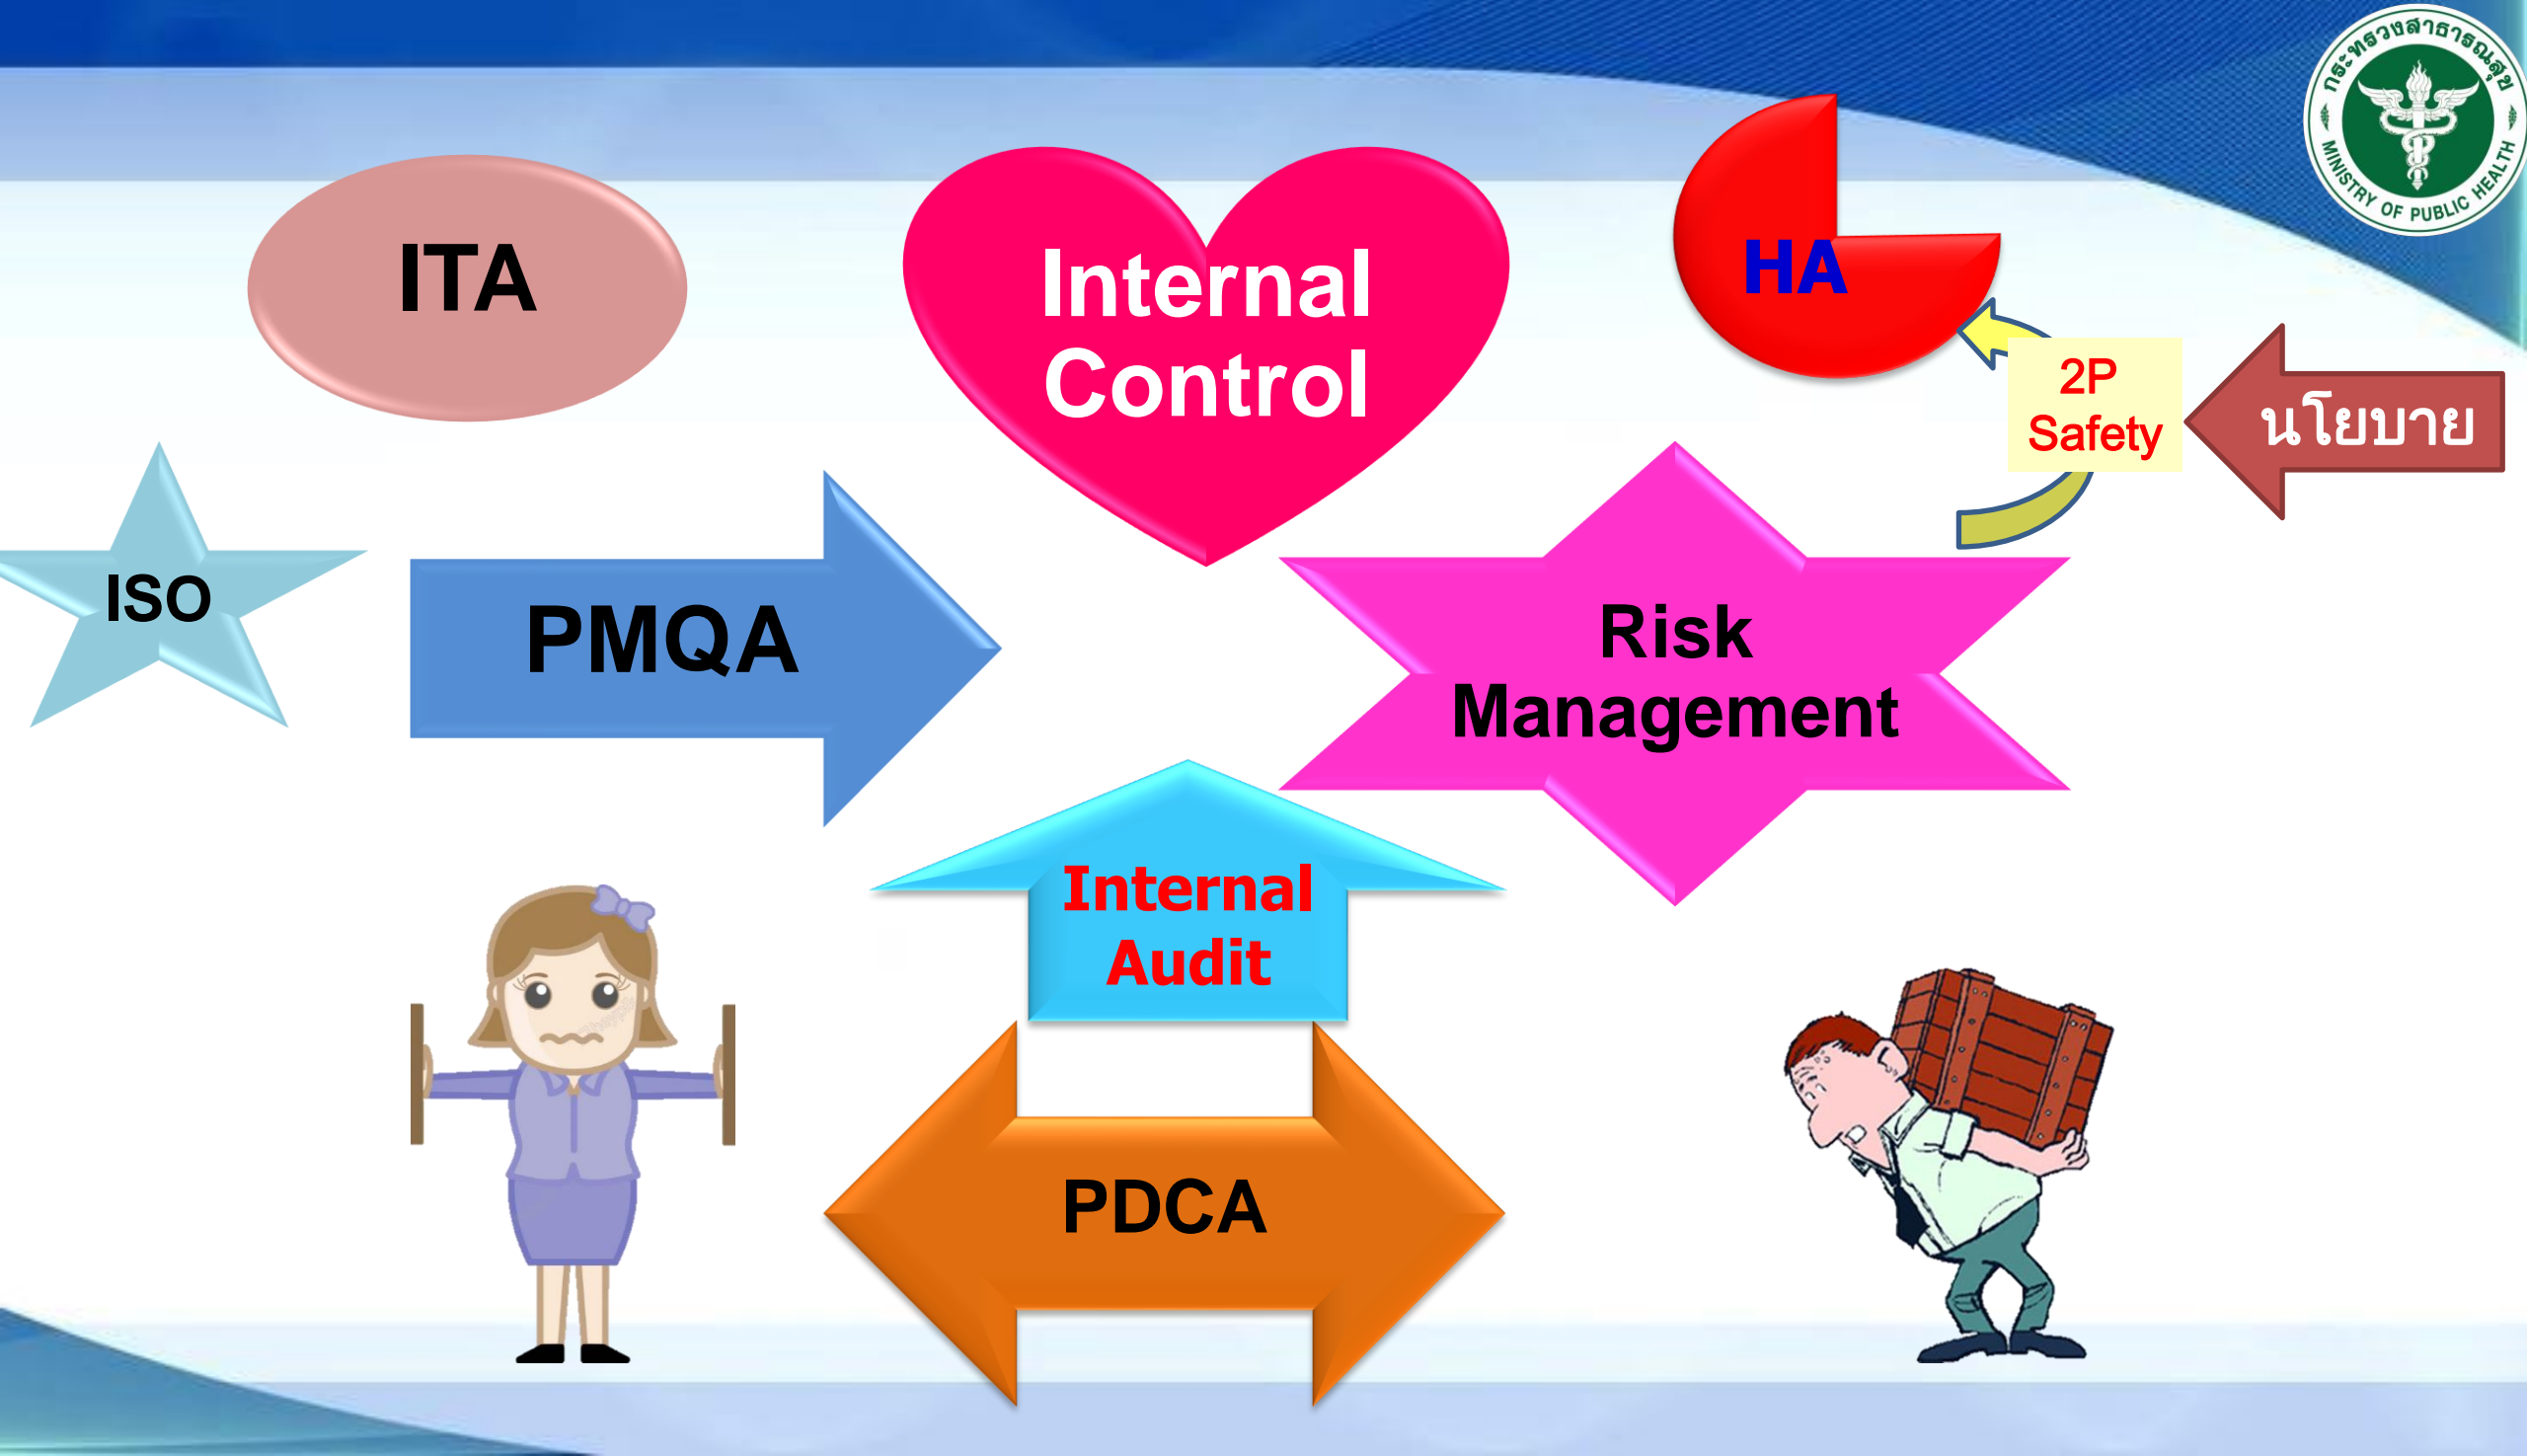 กระทรวงสาธารณสุข
MINISTRY OF PUBLIC HEALTH
ITA
Internal
Control
HA
2P
Safety
นโยบาย
ISO
PMQA
Risk
Management
Internal
Audit
PDCA